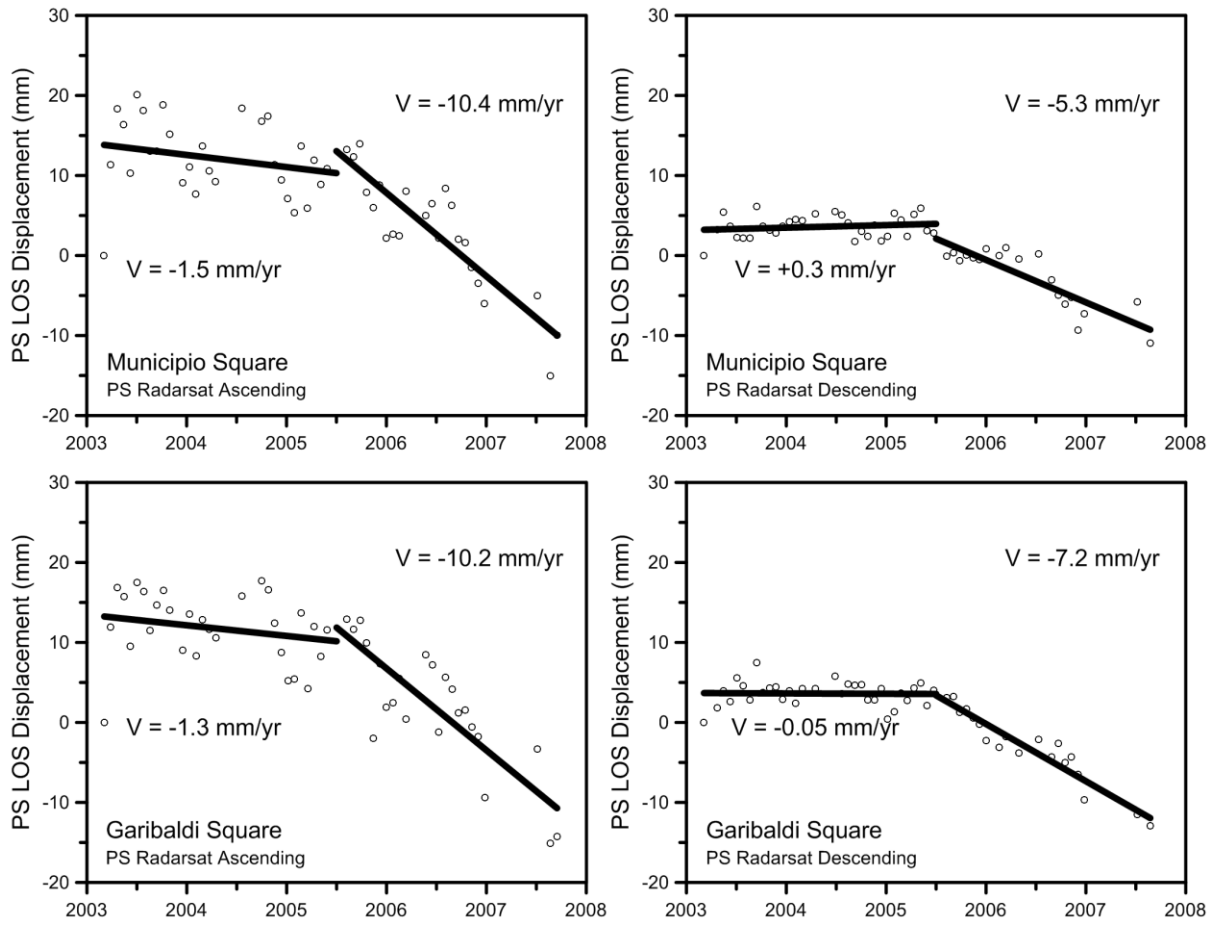 30
20
10
0
-10
-20
PS LOS Displacement (mm)
V = -10.4 mm/yr
V = -1.5 mm/yr
Municipio Square
PS Radarsat Ascending
2003 2004 2005 2006 2007 2008
30
20
10
0
-10
-20
PS LOS Displacement (mm)
V = -5.3 mm/yr
V = +0.3 mm/yr
Municipio Square
PS Radarsat Descending
2003 2004 2005 2006 2007 2008
30
20
10
0
-10
-20
PS LOS Displacement (mm)
V = -10.2 mm/yr
V = -1.3 mm/yr
Garibaldi Square
PS Radarsat Ascending
2003 2004 2005 2006 2007 2008
30
20
10
0
-10
-20
PS LOS Displacement (mm)
V = -7.2 mm/yr
V = -0.05 mm/yr
Garibaldi Square
PS Radarsat Descending
2003 2004 2005 2006 2007 2008